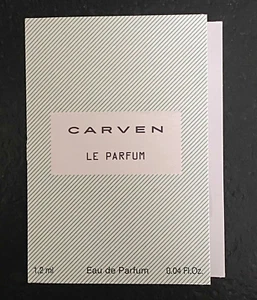 CARVEN
LE PARFUM
1,2 ml Eau de Parfum 0.04 Fl.Oz.